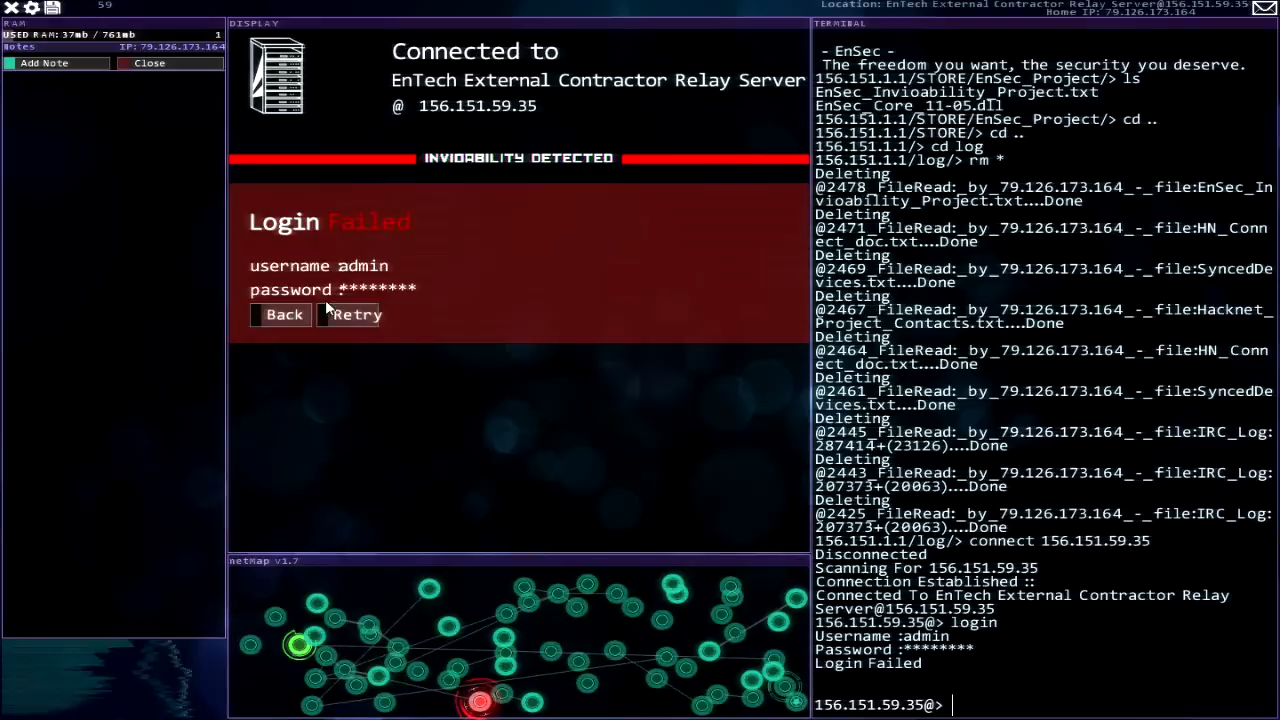 59
Location: EnTech External Contractor Relay Server@156.151.59.35
Home IP: 79.126.173.164
RAM
USED RAM: 37mb / 761mb
1
Notes
IP: 79.126.173.164
Add Note
Close
DISPLAY
Connected to
EnTech External Contractor Relay Server
@ 156.151.59.35
INVIOABILITY DETECTED
Login Failed
username :admin
password :********
Back
Retry
netMap v1.7
TERMINAL
- EnSec -
The freedom you want, the security you deserve.
156.151.1.1/STORE/EnSec_Project/> ls
EnSec_Invioability_Project.txt
EnSec_Core_11-05.dll
156.151.1.1/STORE/EnSec_Project/> cd ..
156.151.1.1/STORE/> cd ..
156.151.1.1/> cd log
156.151.1.1/log/> rm *
Deleting
@2478_FileRead:_by_79.126.173.164_-_file:EnSec_In
vioability_Project.txt....Done
Deleting
@2471_FileRead:_by_79.126.173.164_-_file:HN_Conn
ect_doc.txt....Done
Deleting
@2469_FileRead:_by_79.126.173.164_-_file:SyncedDe
vices.txt....Done
Deleting
@2467_FileRead:_by_79.126.173.164_-_file:Hacknet_
Project_Contacts.txt....Done
Deleting
@2464_FileRead:_by_79.126.173.164_-_file:HN_Conn
ect_doc.txt....Done
Deleting
@2461_FileRead:_by_79.126.173.164_-_file:SyncedDe
vices.txt....Done
Deleting
@2445_FileRead:_by_79.126.173.164_-_file:IRC_Log:
287414+(23126)....Done
Deleting
@2443_FileRead:_by_79.126.173.164_-_file:IRC_Log:
207373+(20063)....Done
Deleting
@2425_FileRead:_by_79.126.173.164_-_file:IRC_Log:
207373+(20063)....Done
156.151.1.1/log/> connect 156.151.59.35
Disconnected
Scanning For 156.151.59.35
Connection Established ::
Connected To EnTech External Contractor Relay
Server@156.151.59.35
156.151.59.35@> login
Username :admin
Password :********
Login Failed
156.151.59.35@>